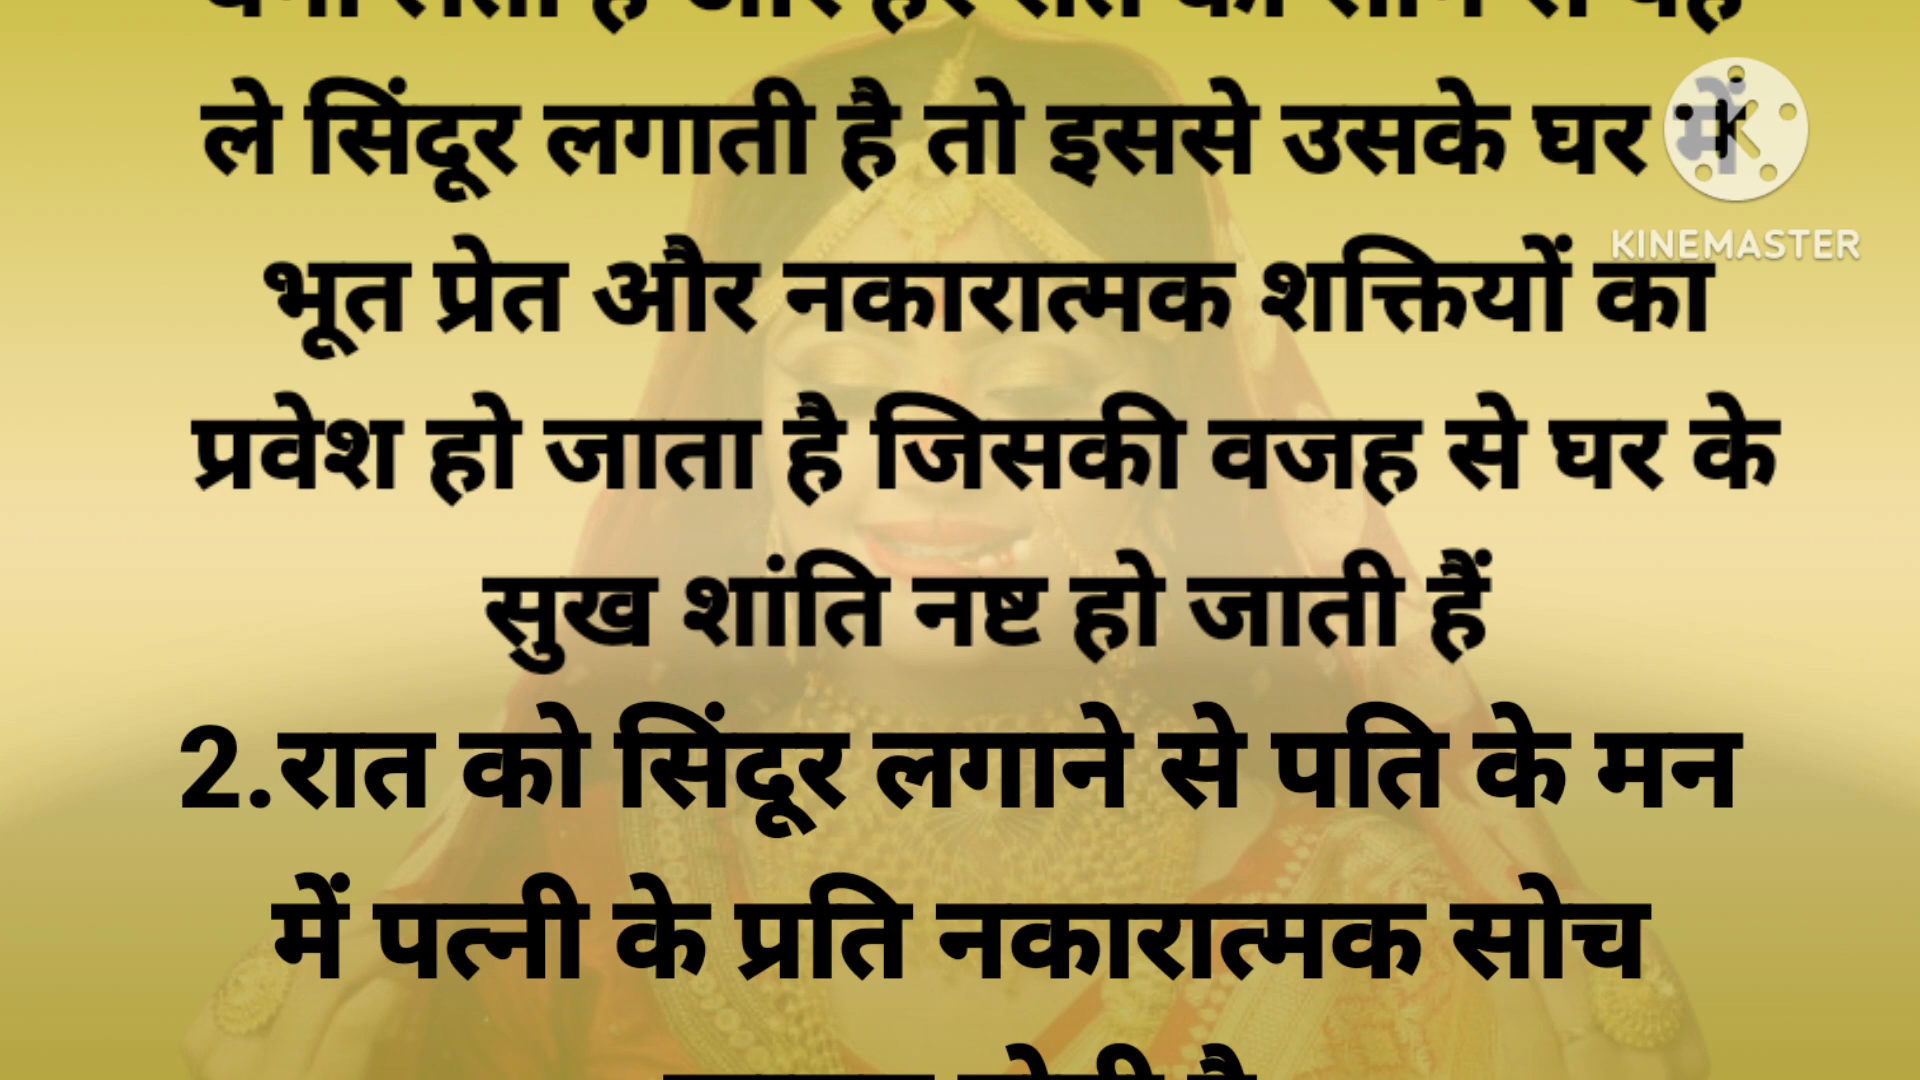 ले सिंदूर लगाती है तो इससे उसके घर में
KINEMASTER
भूत प्रेत और नकारात्मक शक्तियों का
प्रवेश हो जाता है जिसकी वजह से घर के
सुख शांति नष्ट हो जाती हैं
2.रात को सिंदूर लगाने से पति के मन
में पत्नी के प्रति नकारात्मक सोच